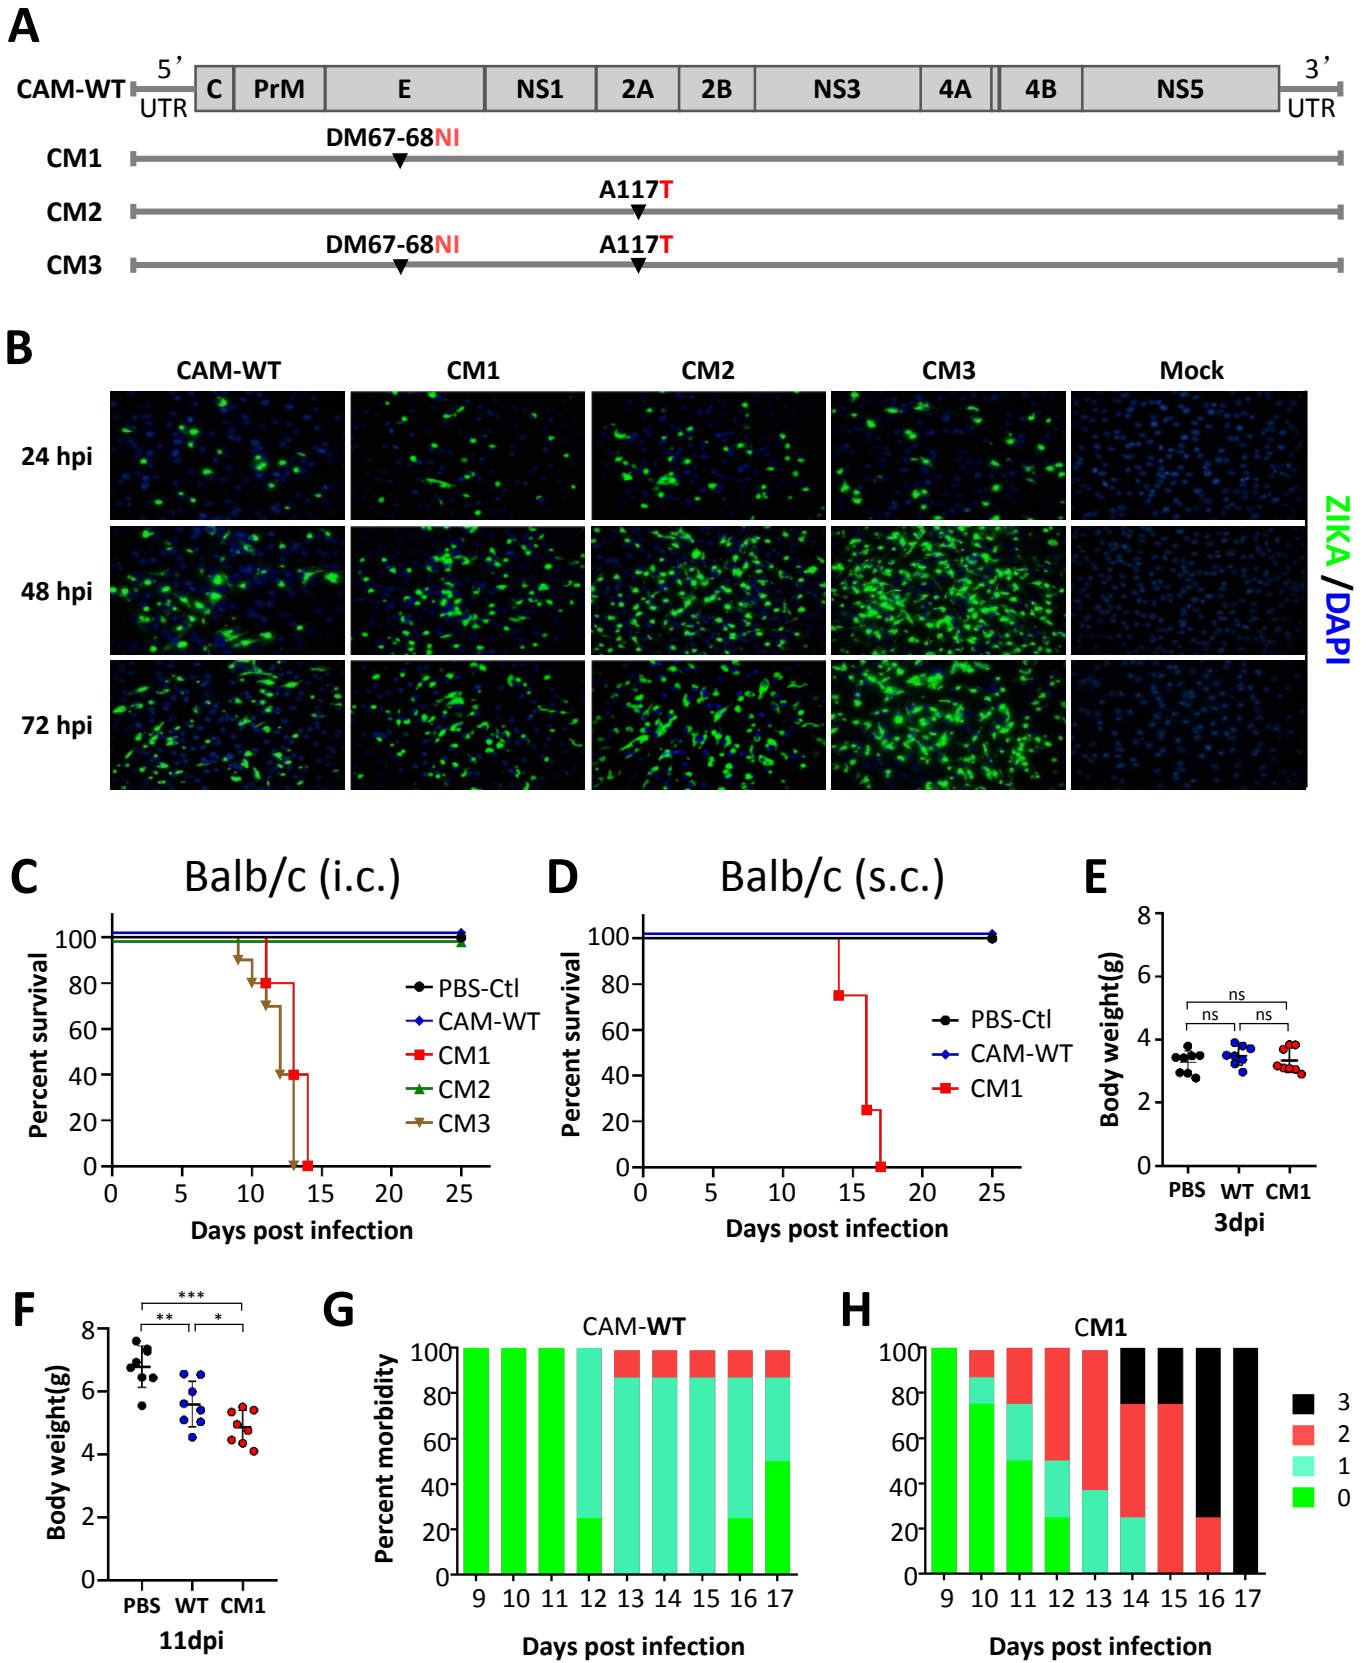 A
CAM-WT 5’ UTR C PrM E NS1 2A 2B NS3 4A 4B NS5 3’ UTR
DM67-68NI
CM1
A117T
CM2
DM67-68NI A117T
CM3
B
CAM-WT CM1 CM2 CM3 Mock
24 hpi
48 hpi
72 hpi
ZIKA /DAPI
C Balb/c (i.c.)
Percent survival
100
80
60
40
20
0
0 5 10 15 20 25
Days post infection
PBS-Ctl
CAM-WT
CM1
CM2
CM3
D Balb/c (s.c.)
Percent survival
100
80
60
40
20
0
0 5 10 15 20 25
Days post infection
PBS-Ctl
CAM-WT
CM1
E
Body weight(g)
8
6
4
2
0
ns
ns ns
PBS WT CM1
3dpi
F
Body weight(g)
8
6
4
2
0
***
** *
PBS WT CM1
11dpi
G
CAM-WT
Percent morbidity
100
80
60
40
20
0
9 10 11 12 13 14 15 16 17
Days post infection
H
CM1
100
80
60
40
20
0
9 10 11 12 13 14 15 16 17
Days post infection
3
2
1
0